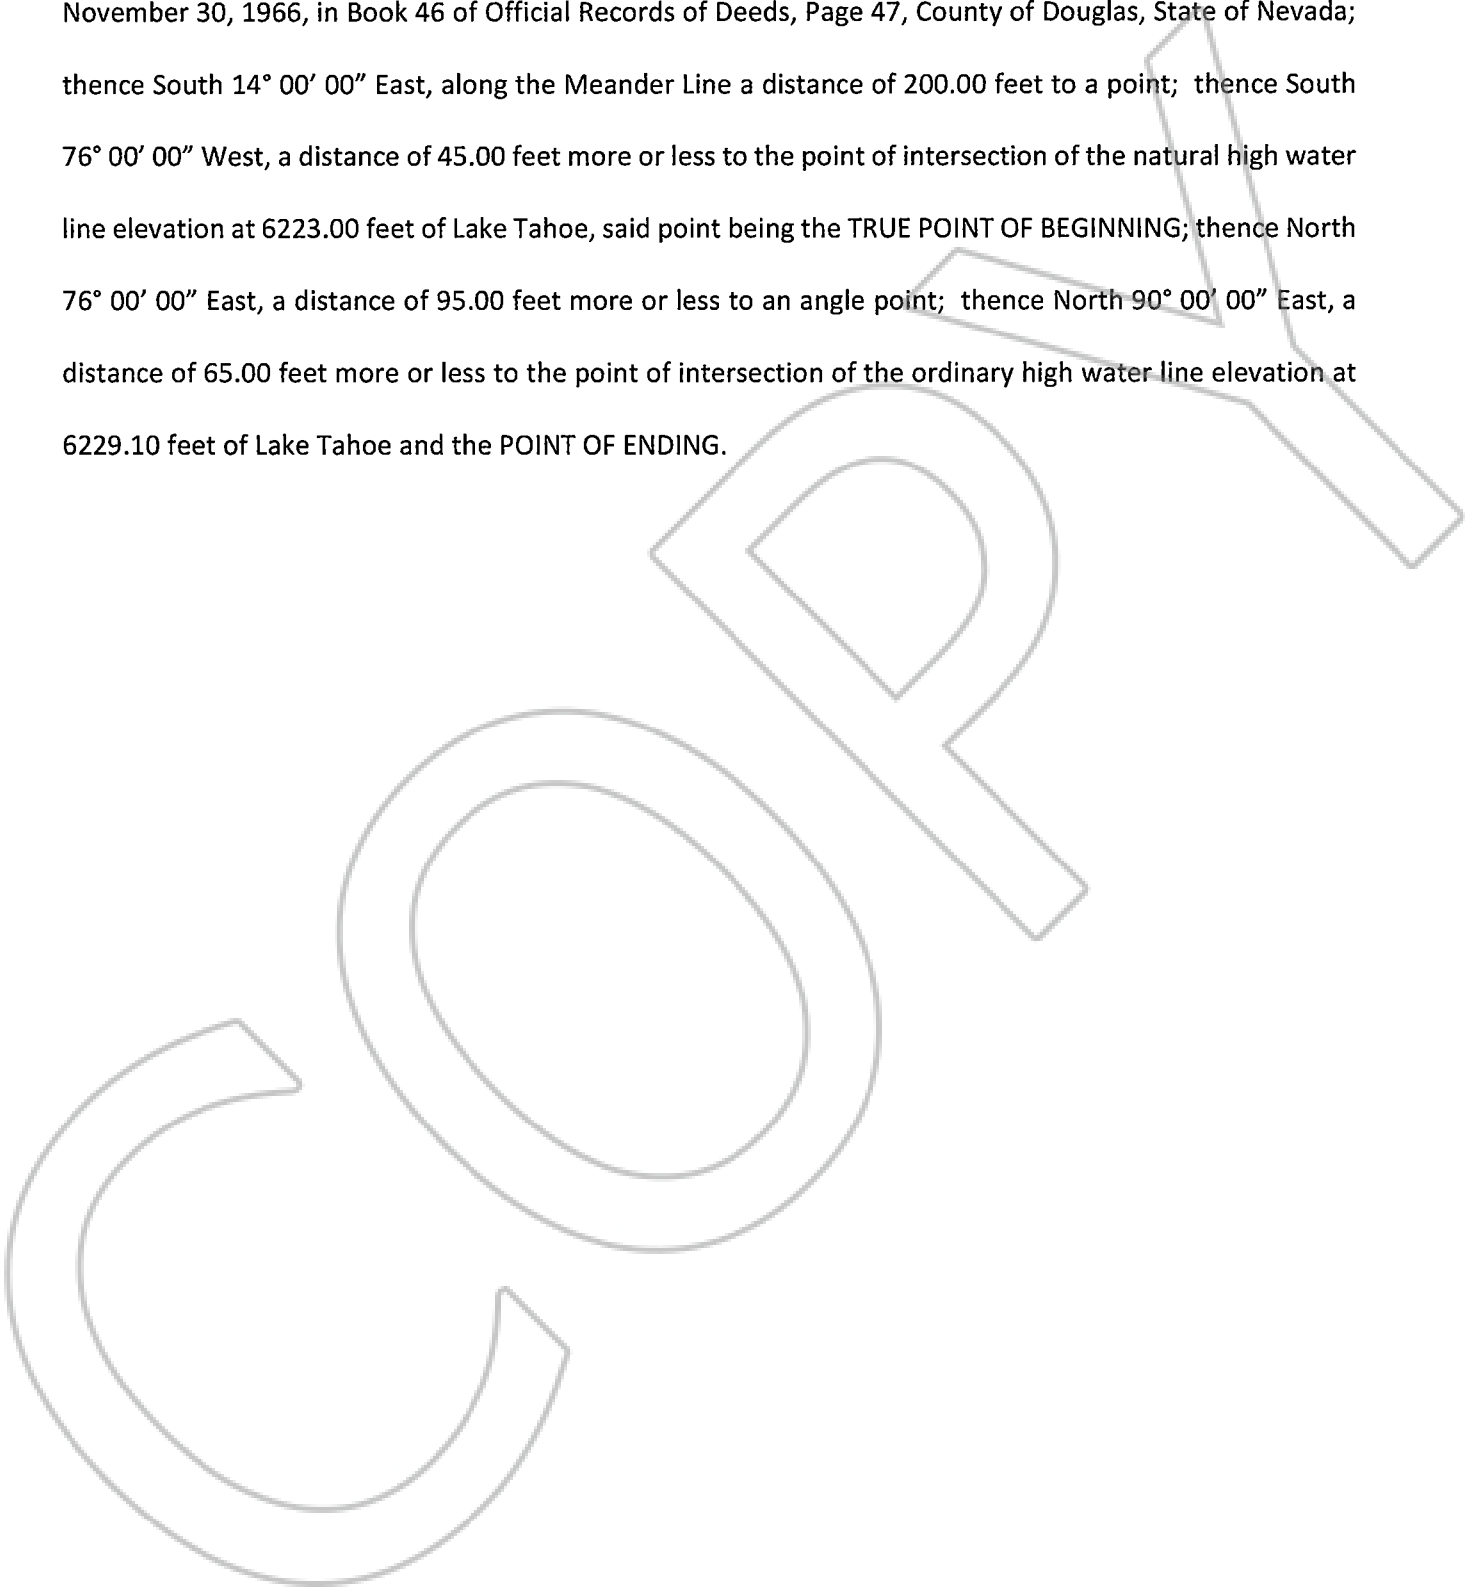 November 30, 1966, in Book 46 of Official Records of Deeds, Page 47, County of Douglas, State of Nevada;
thence South 14° 00′ 00″ East, along the Meander Line a distance of 200.00 feet to a point;  thence South
76° 00′ 00″ West, a distance of 45.00 feet more or less to the point of intersection of the natural high water
line elevation at 6223.00 feet of Lake Tahoe, said point being the TRUE POINT OF BEGINNING; thence North
76° 00′ 00″ East, a distance of 95.00 feet more or less to an angle point;  thence North 90° 00′ 00″ East, a
distance of 65.00 feet more or less to the point of intersection of the ordinary high water line elevation at
6229.10 feet of Lake Tahoe and the POINT OF ENDING.
COPY